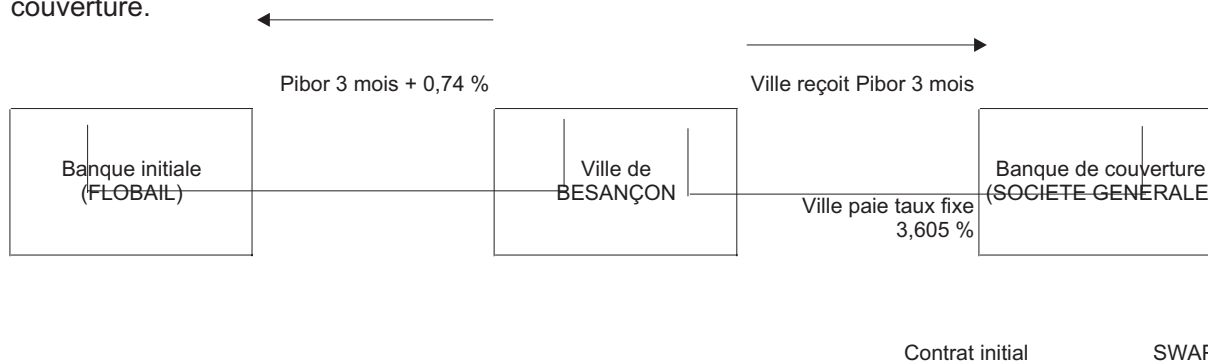 couverture.
Pibor 3 mois + 0,74 %
Ville reçoit Pibor 3 mois
Banque initiale
(FLOBAIL)
Ville de
BESANÇON
Banque de couverture
(SOCIETE GENERALE
Ville paie taux fixe
3,605 %
Contrat initial
SWAP